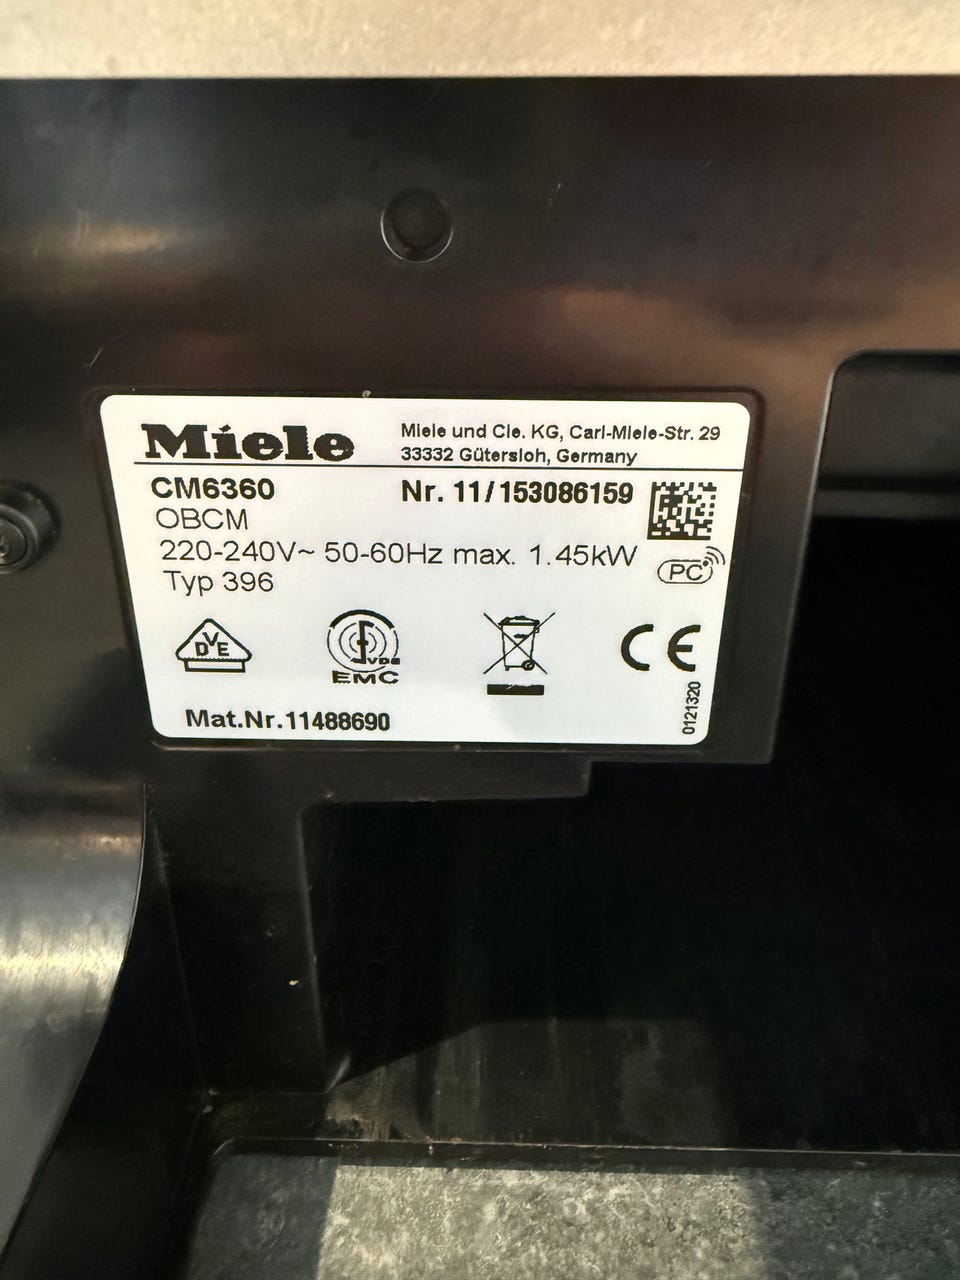 Miele
Miele und Cie. KG, Carl-Miele-Str. 29
33332 Gütersloh, Germany
CM6360
Nr. 11/153086159
OBCM
220-240V~ 50-60Hz max. 1.45kW
PC
Typ 396
DVE
VDE
EMC
CE
Mat.Nr.11488690
0121320